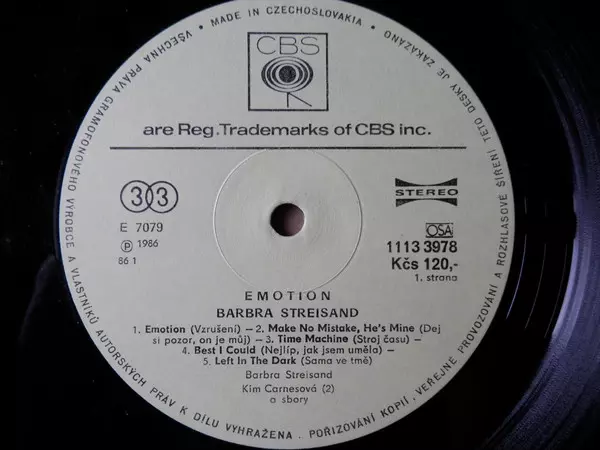 MADE IN CZECHOSLOVAKIA • VŠECHNA PRÁVA GRAMOFONOVÉHO VÝROBCE A VLASTNÍKŮ AUTORSKÝCH PRÁV K DÍLU VYHRAŽENA. POŘIZOVÁNÍ KOPIÍ, VEŘEJNÉ PROVOZOVÁNÍ A ROZHLASOVÉ ŠÍŘENÍ TÉTO DESKY JE ZAKÁZÁNO •
CBS
are Reg. Trademarks of CBS inc.
33
STEREO
E 7079
Ⓟ 1986
86 1
OSA
1113 3978
Kčs 120,-
1. strana
EMOTION
BARBRA STREISAND
1. Emotion (Vzrušení) – 2. Make No Mistake, He's Mine (Dej
si pozor, on je můj) – 3. Time Machine (Stroj času) –
4. Best I Could (Nejlíp, jak jsem uměla) –
5. Left In The Dark (Sama ve tmě)
Barbra Streisand
Kim Carnesová (2)
a sbory